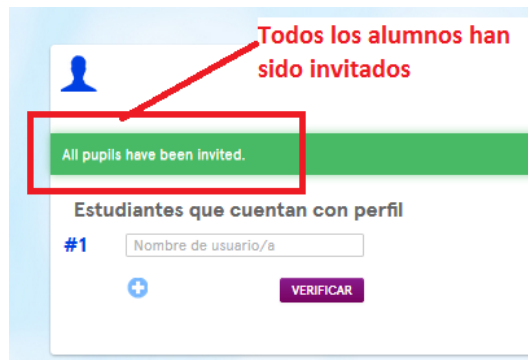 Todos los alumnos han
sido invitados
All pupils have been invited.
Estudiantes que cuentan con perfil
#1
Nombre de usuario/a
VERIFICAR